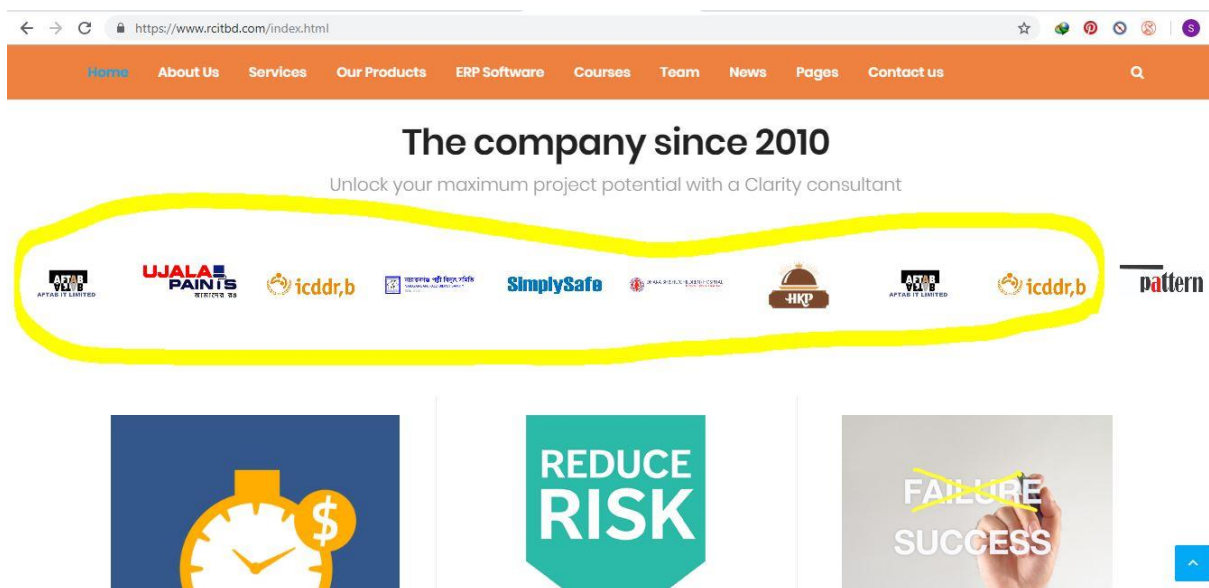 https://www.rcitbd.com/index.html
S
Home About Us Services Our Products ERP Software Courses Team News Pages Contact us
The company since 2010
Unlock your maximum project potential with a Clarity consultant
AFTAB IT LIMITED
UJALA PAINTS
icddr,b
SimplySafe
HKP
AFTAB IT LIMITED
icddr,b
pattern
$
REDUCE
RISK
FAILURE
SUCCESS